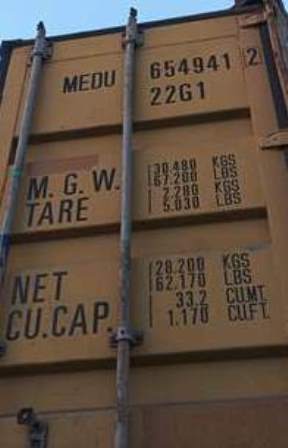 MEDU 654941 2
22G1
M.G.W. 30.480 KGS
67.200 LBS
TARE 2.280 KGS
5.030 LBS
NET 28.200 KGS
62.170 LBS
CU.CAP. 33.2 CU.MT.
1.170 CU.FT.